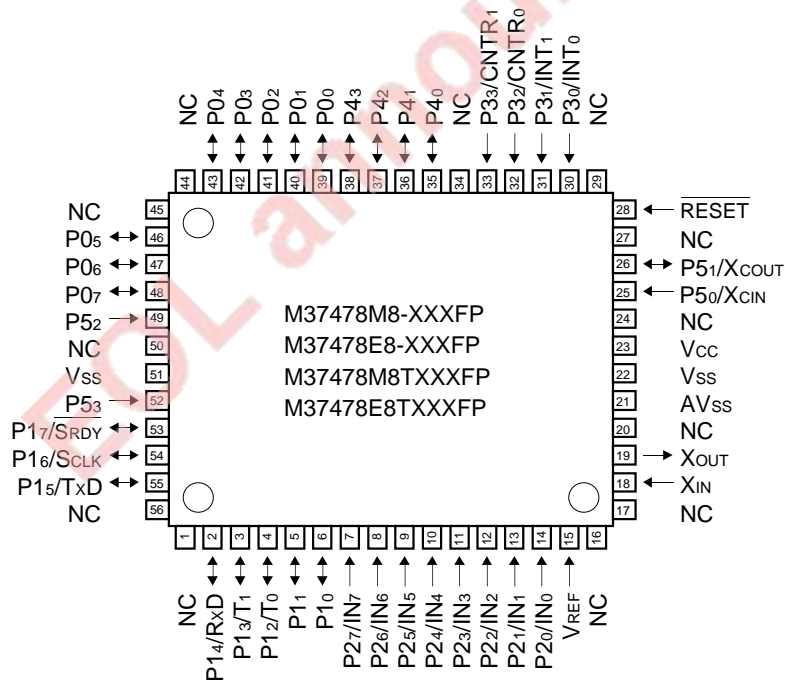 EOL announ
NC
P04
P03
P02
P01
P00
P43
P42
P41
P40
NC
P33/CNTR1
P32/CNTR0
P31/INT1
P30/INT0
NC
44
43
42
41
40
39
38
37
36
35
34
33
32
31
30
29
NC 45
P05 46
P06 47
P07 48
P52 49
NC 50
VSS 51
P53 52
P17/SRDY 53
P16/SCLK 54
P15/TXD 55
NC 56
M37478M8-XXXFP
M37478E8-XXXFP
M37478M8TXXXFP
M37478E8TXXXFP
28 RESET
27 NC
26 P51/XCOUT
25 P50/XCIN
24 NC
23 VCC
22 VSS
21 AVSS
20 NC
19 XOUT
18 XIN
17 NC
1
2
3
4
5
6
7
8
9
10
11
12
13
14
15
16
NC
P14/RXD
P13/T1
P12/T0
P11
P10
P27/IN7
P26/IN6
P25/IN5
P24/IN4
P23/IN3
P22/IN2
P21/IN1
P20/IN0
VREF
NC